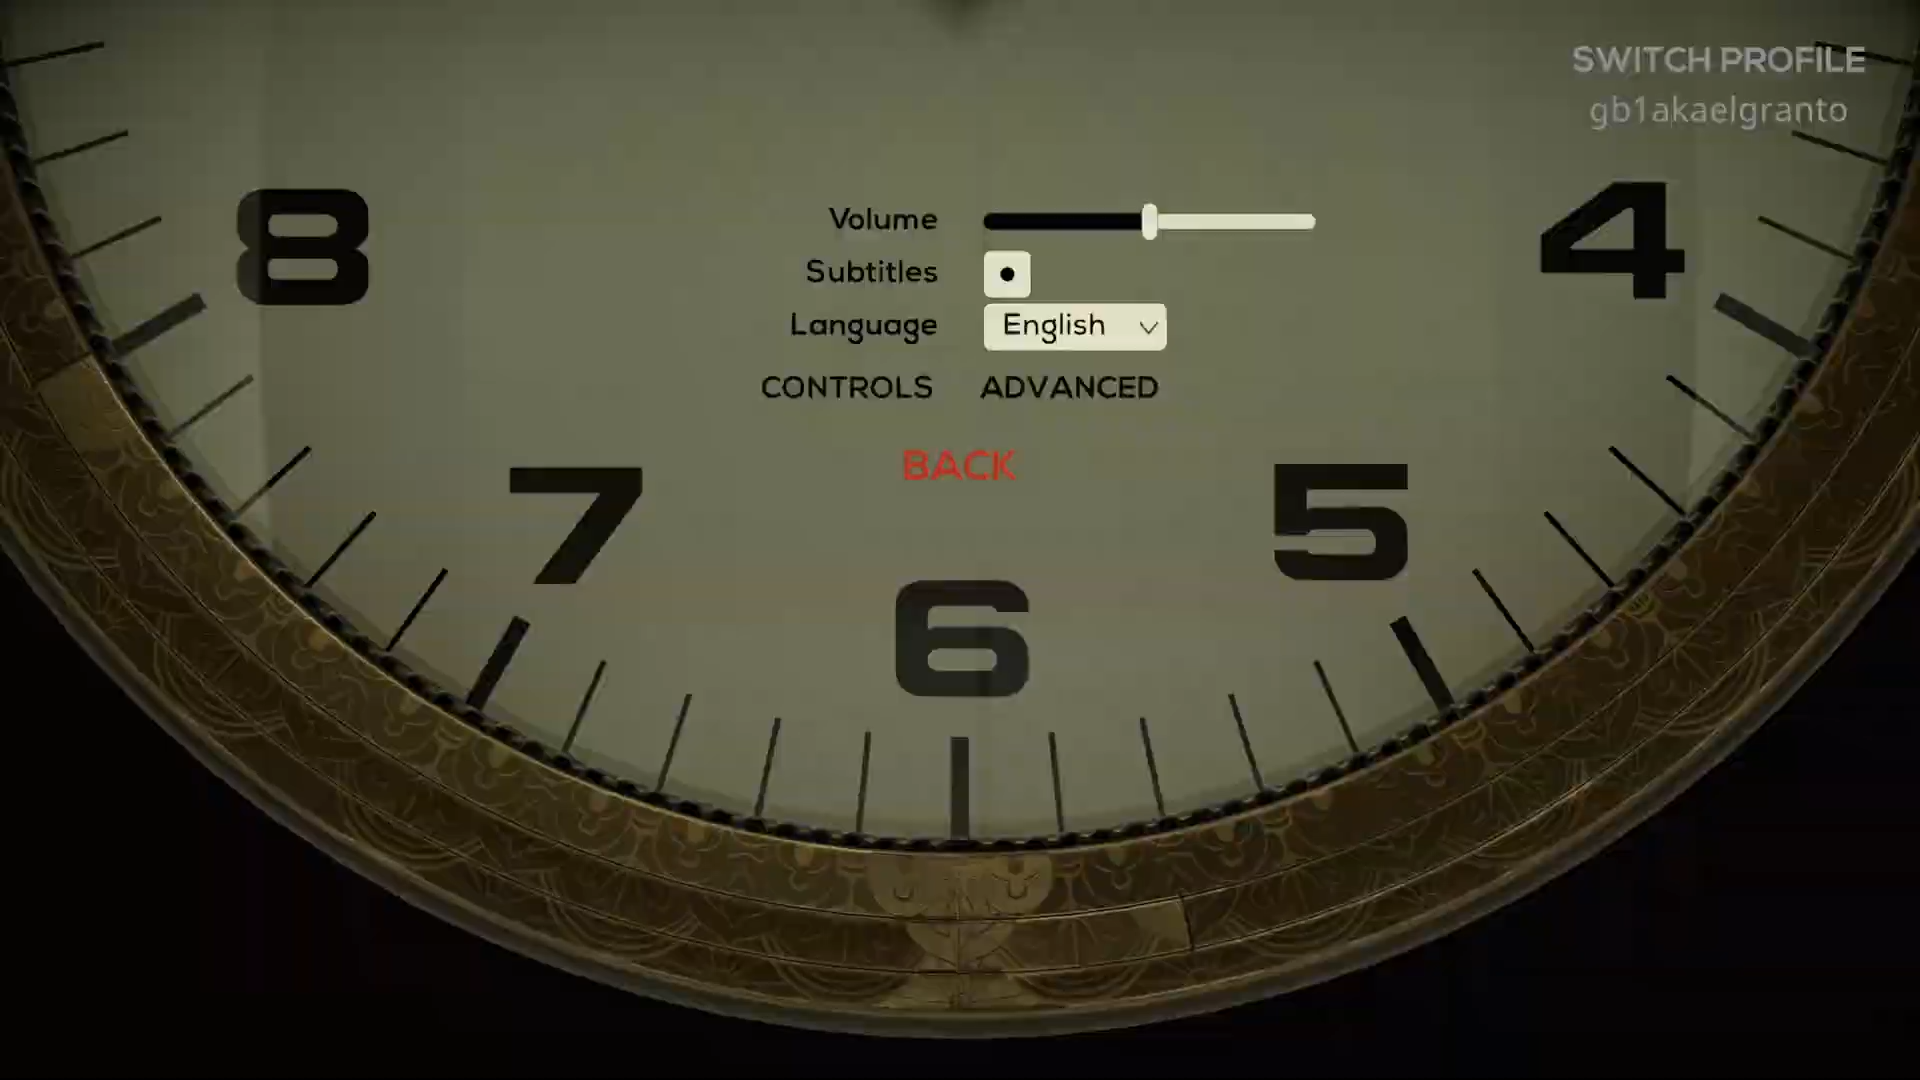 SWITCH PROFILE
gb1akaelgranto
8
4
Volume
Subtitles
Language English
CONTROLS ADVANCED
BACK
7
5
6